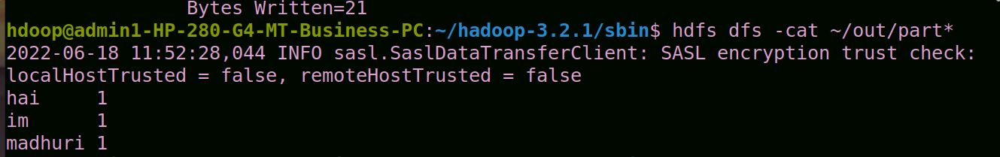 Bytes Written=21
hdoop@admin1-HP-280-G4-MT-Business-PC:~/hadoop-3.2.1/sbin$ hdfs dfs -cat ~/out/part*
2022-06-18 11:52:28,044 INFO sasl.SaslDataTransferClient: SASL encryption trust check:
localHostTrusted = false, remoteHostTrusted = false
hai 1
im 1
madhuri 1